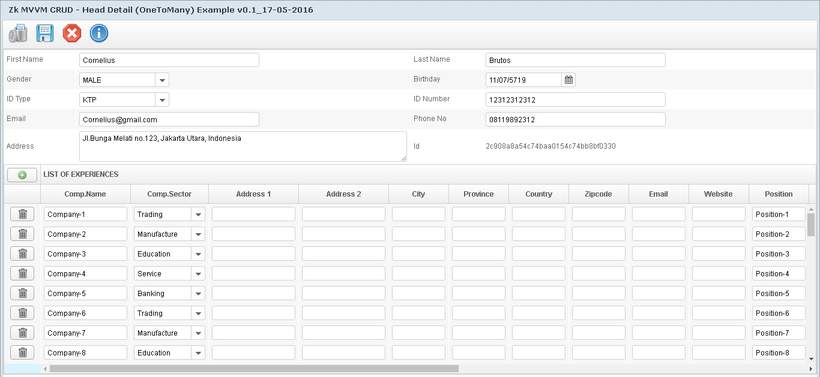 Zk MVVM CRUD - Head Detail (OneToMany) Example v0.1_17-05-2016
First Name Cornelius Last Name Brutos
Gender MALE Birthday 11/07/5719
ID Type KTP ID Number 12312312312
Email Cornelius@gmail.com Phone No 08119892312
Address Jl.Bunga Melati no.123, Jakarta Utara, Indonesia Id 2c908a8a54c74baa0154c74bb8bf0330
LIST OF EXPERIENCES
Comp.Name Comp.Sector Address 1 Address 2 City Province Country Zipcode Email Website Position
Company-1 Trading Position-1
Company-2 Manufacture Position-2
Company-3 Education Position-3
Company-4 Service Position-4
Company-5 Banking Position-5
Company-6 Trading Position-6
Company-7 Manufacture Position-7
Company-8 Education Position-8